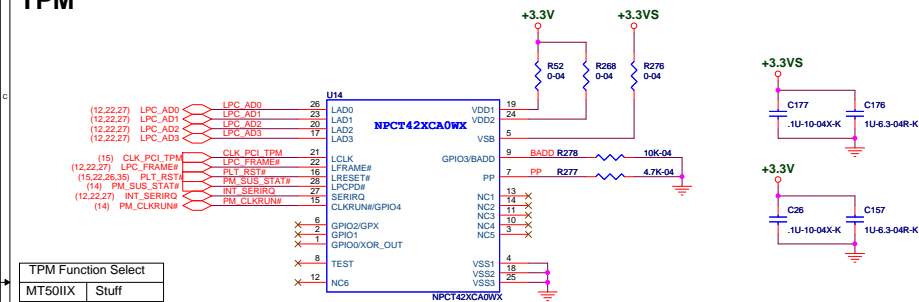 TPM
+3.3V
+3.3VS
R52
0-04
R268
0-04
R276
0-04
U14
NPCT42XCA0WX
(12,22,27) LPC_AD0 LPC_AD0 26 LAD0
(12,22,27) LPC_AD1 LPC_AD1 23 LAD1
(12,22,27) LPC_AD2 LPC_AD2 20 LAD2
(12,22,27) LPC_AD3 LPC_AD3 17 LAD3
(15) CLK_PCI_TPM CLK_PCI_TPM 21 LCLK
(12,22,27) LPC_FRAME# LPC_FRAME# 22 LFRAME#
(15,22,26,35) PLT_RST# PLT_RST# 16 LRESET#
(14) PM_SUS_STAT# PM_SUS_STAT# 28 LPCPD#
(12,22,27) INT_SERIRQ INT_SERIRQ 27 SERIRQ
(14) PM_CLKRUN# PM_CLKRUN# 15 CLKRUN#/GPIO4
6 GPIO2/GPX
2 GPIO1
1 GPIO0/XOR_OUT
8 TEST
12 NC6
VDD1 19
VDD2 24
VSB 5
GPIO3/BADD 9 BADD R278 10K-04
PP 7 PP R277 4.7K-04
NC1 13
NC2 14
NC3 11
NC4 10
NC5 3
VSS1 4
VSS2 18
VSS3 25
NPCT42XCA0WX
+3.3VS
C177
.1U-10-04X-K
C176
1U-6.3-04R-K
+3.3V
C26
.1U-10-04X-K
C157
1U-6.3-04R-K
TPM Function Select
MT50IIX Stuff
C